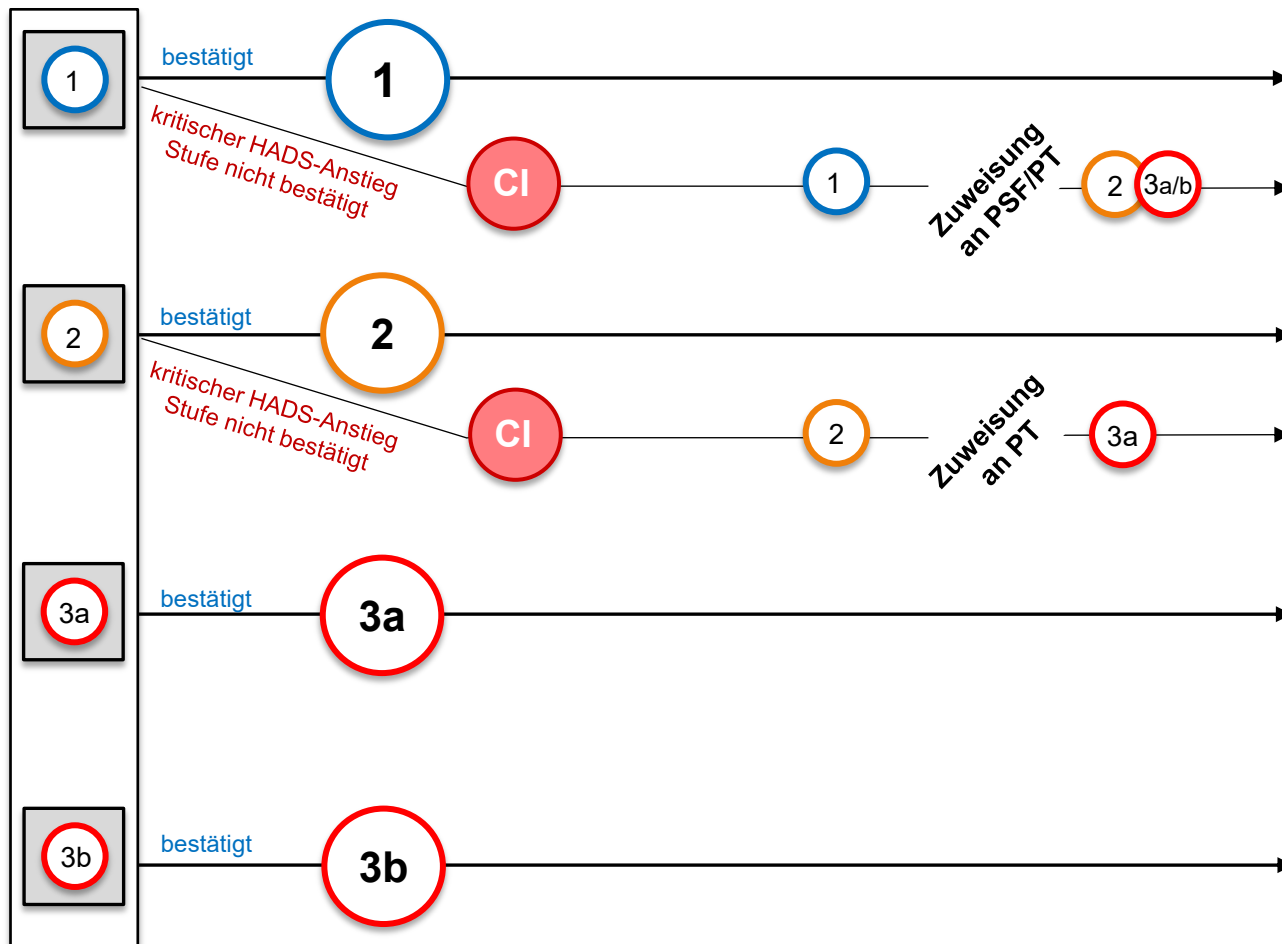 1
bestätigt
1
kritischer HADS-Anstieg
Stufe nicht bestätigt
CI
1
Zuweisung
an PSF/PT
2
3a/b
2
bestätigt
2
kritischer HADS-Anstieg
Stufe nicht bestätigt
CI
2
Zuweisung
an PT
3a
3a
bestätigt
3a
3b
bestätigt
3b